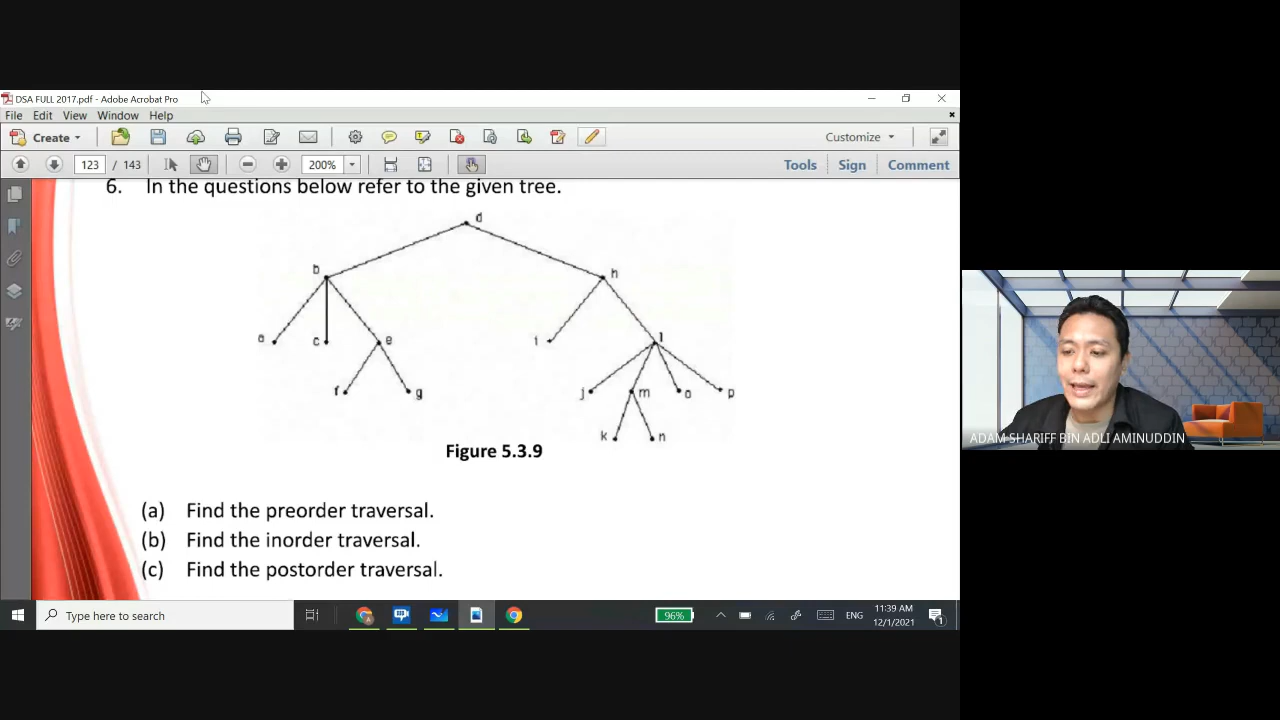 DSA FULL 2017.pdf - Adobe Acrobat Pro
File Edit View Window Help
Create Customize
123 / 143 200% Tools Sign Comment
6. In the questions below refer to the given tree.
d
b h
a c e i l
f g j m o p
k n
Figure 5.3.9
(a) Find the preorder traversal.
(b) Find the inorder traversal.
(c) Find the postorder traversal.
ADAM SHARIFF BIN ADLI AMINUDDIN
Type here to search 96% ENG 11:39 AM
12/1/2021 1